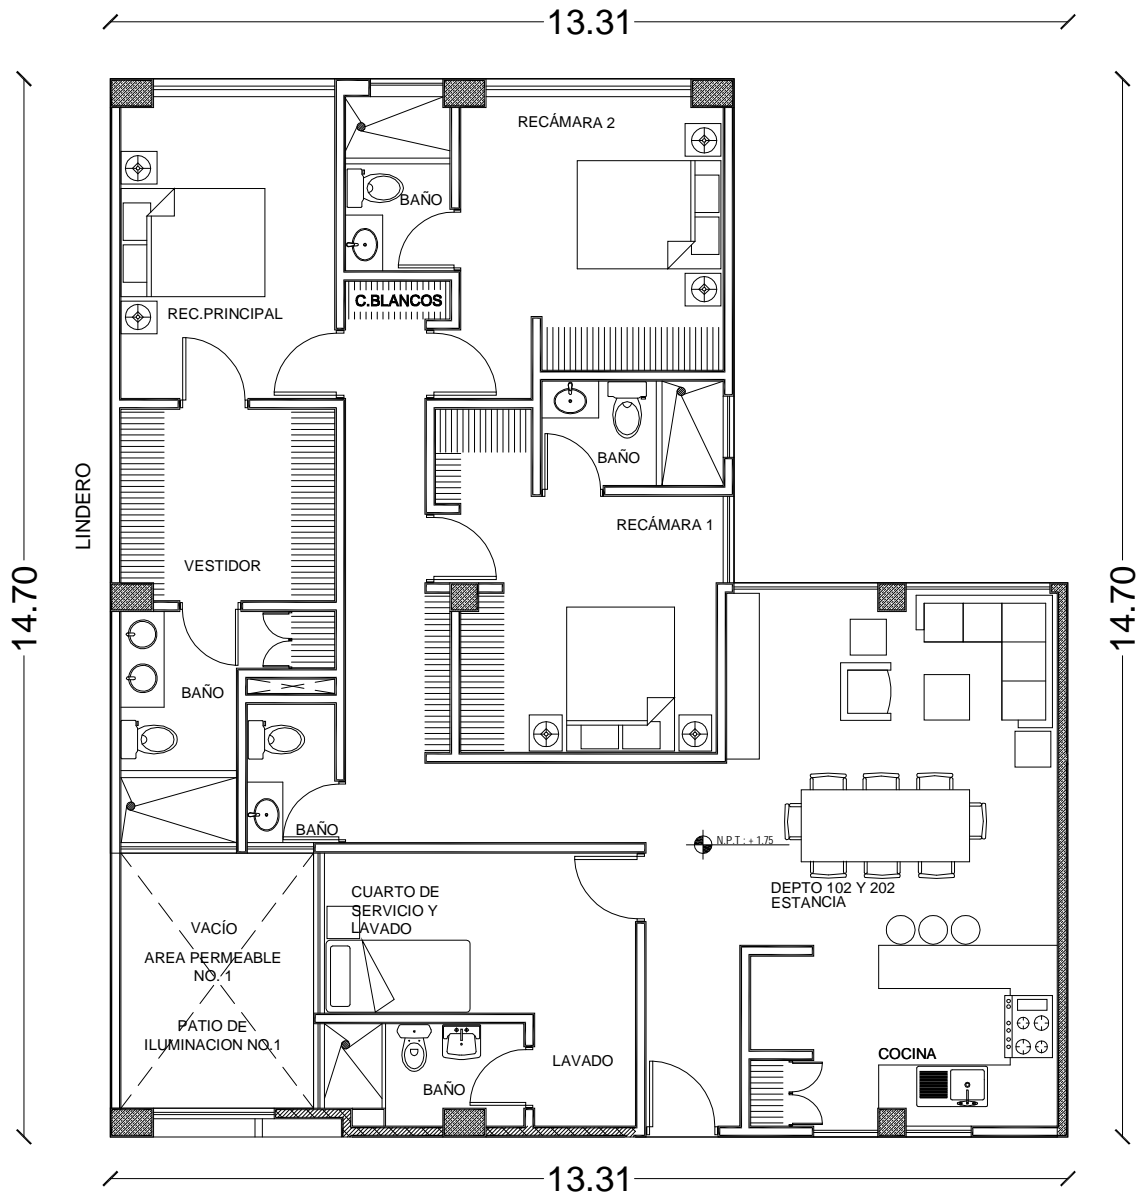 13.31
RECÁMARA 2
BAÑO
C.BLANCOS
REC.PRINCIPAL
BAÑO
LINDERO
RECÁMARA 1
VESTIDOR
14.70
14.70
BAÑO
BAÑO
N.P.T : + 1.75
DEPTO 102 Y 202
ESTANCIA
CUARTO DE
SERVICIO Y
LAVADO
VACÍO
AREA PERMEABLE
NO. 1
PATIO DE
ILUMINACION NO.1
LAVADO
COCINA
BAÑO
13.31